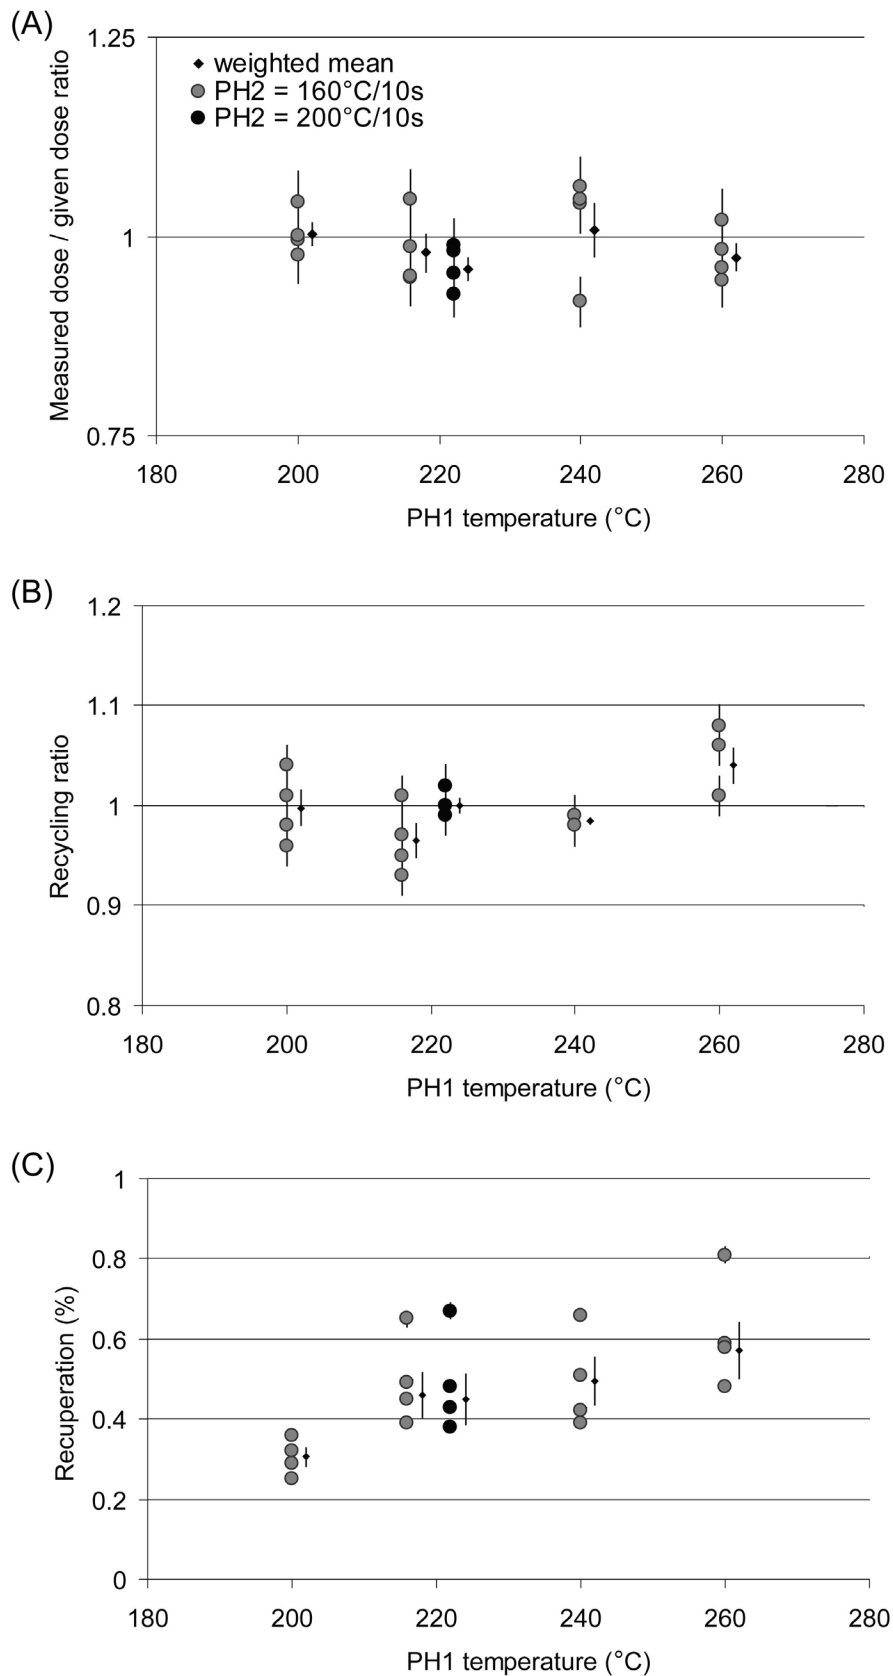 (A)
1.25
1
0.75
Measured dose / given dose ratio
weighted mean
PH2 = 160°C/10s
PH2 = 200°C/10s
180 200 220 240 260 280
PH1 temperature (°C)
(B)
1.2
1.1
1
0.9
0.8
Recycling ratio
180 200 220 240 260 280
PH1 temperature (°C)
(C)
1
0.8
0.6
0.4
0.2
0
Recuperation (%)
180 200 220 240 260 280
PH1 temperature (°C)